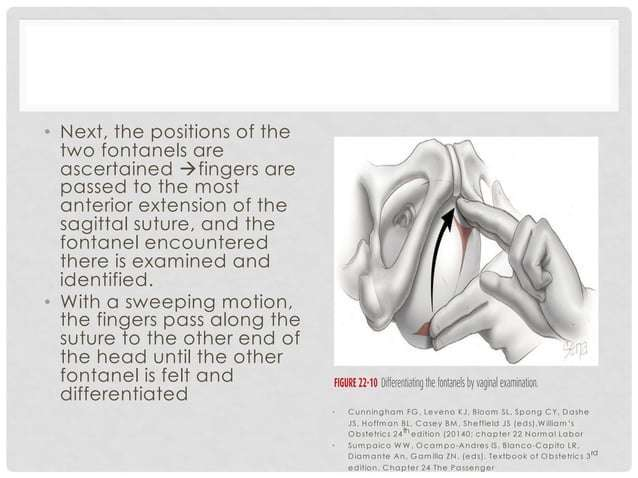 • Next, the positions of the
two fontanels are
ascertained →fingers are
passed to the most
anterior extension of the
sagittal suture, and the
fontanel encountered
there is examined and
identified.
• With a sweeping motion,
the fingers pass along the
suture to the other end of
the head until the other
fontanel is felt and
differentiated
FIGURE 22-10 Differentiating the fontanels by vaginal examination.
• Cunningham FG, Leveno KJ, Bloom SL, Spong CY, Dashe
JS, Hoffman BL, Casey BM, Sheffield JS (eds).William's
Obstetrics 24th edition (20140; chapter 22 Normal Labor
• Sumpaico WW, Ocampo-Andres IS, Blanco-Capito LR,
Diamante An, Gamilla ZN. (eds). Textbook of Obstetrics 3rd
edition. Chapter 24 The Passenger